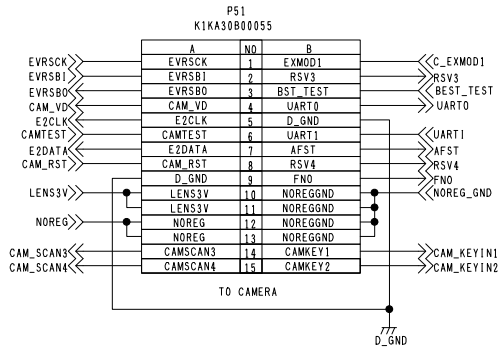 P51
K1KA30B00055
A NO B
EVRSCK EVRSCK 1 EXMOD1 C_EXMOD1
EVRSBI EVRSBI 2 RSV3 RSV3
EVRSBO EVRSBO 3 BST_TEST BEST_TEST
CAM_VD CAM_VD 4 UART0 UART0
E2CLK E2CLK 5 D_GND
CAMTEST CAMTEST 6 UART1 UART1
E2DATA E2DATA 7 AFST AFST
CAM_RST CAM_RST 8 RSV4 RSV4
D_GND 9 FNO FNO
LENS3V LENS3V 10 NOREGGND NOREG_GND
LENS3V 11 NOREGGND
NOREG NOREG 12 NOREGGND
NOREG 13 NOREGGND
CAM_SCAN3 CAMSCAN3 14 CAMKEY1 CAM_KEYIN1
CAM_SCAN4 CAMSCAN4 15 CAMKEY2 CAM_KEYIN2
TO CAMERA
D_GND